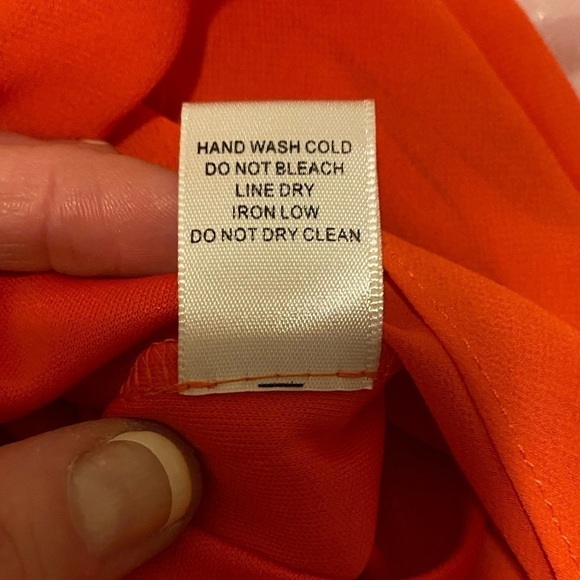 HAND WASH COLD
DO NOT BLEACH
LINE DRY
IRON LOW
DO NOT DRY CLEAN